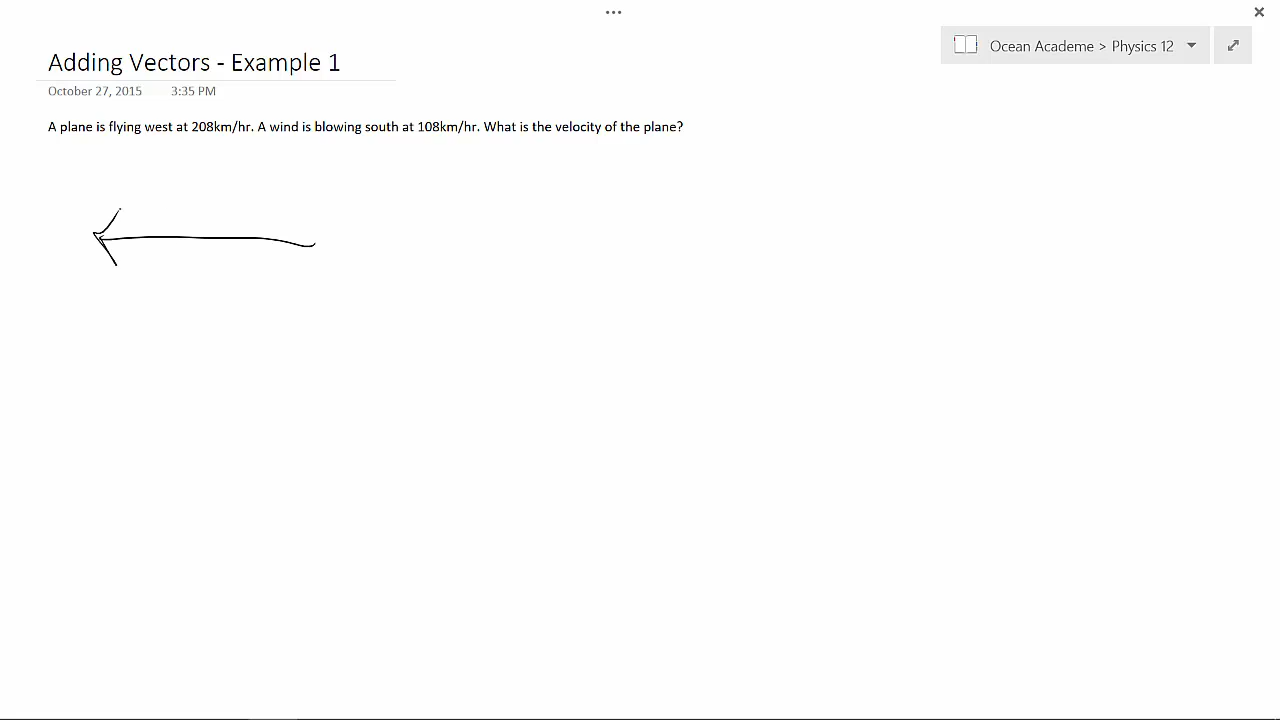 Ocean Academe > Physics 12
Adding Vectors - Example 1
October 27, 2015 3:35 PM
A plane is flying west at 208km/hr. A wind is blowing south at 108km/hr. What is the velocity of the plane?